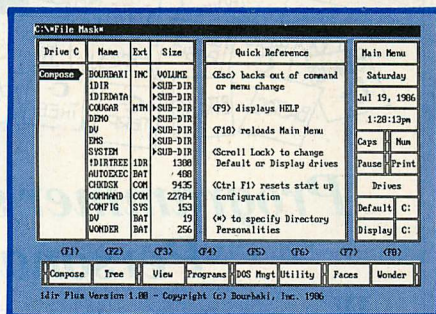 C:\*File Mask*
Drive C Name Ext Size Quick Reference Main Menu
Compose BOURBAKI INC VOLUME <Esc> backs out of command Saturday
1DIR ▶SUB-DIR or menu change
1DIRDATA ▶SUB-DIR Jul 19, 1986
COUGAR MTN ▶SUB-DIR <F9> displays HELP
DEMO ▶SUB-DIR 1:28:13pm
DV ▶SUB-DIR <F10> reloads Main Menu
EMS ▶SUB-DIR Caps Num
SYSTEM ▶SUB-DIR <Scroll Lock> to change
!DIRTREE 1DR 1380 Default or Display drives Pause Print
AUTOEXEC BAT 408
CHKDSK COM 9435 <Ctrl F1> resets start up Drives
COMMAND COM 22784 configuration
CONFIG SYS 153 Default C:
DV BAT 19 <*> to specify Directory
WONDER BAT 256 Personalities Display C:
(F1) (F2) (F3) (F4) (F5) (F6) (F7) (F8)
Compose Tree View Programs DOS Mngt Utility Faces Wonder
1dir Plus Version 1.00 - Copyright (c) Bourbaki, Inc. 1986